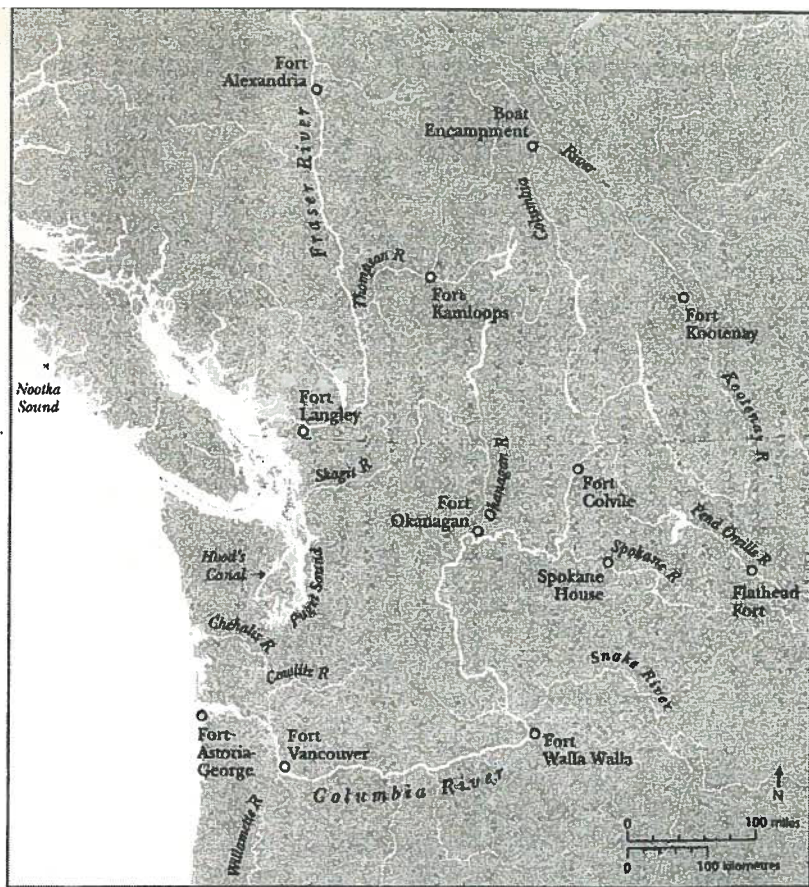 Fort
Alexandria
Boat
Encampment
River
Fraser River
Columbia
Thompson R
Fort
Kamloops
Fort
Kootenay
Nootka
Sound
Kootenay R
Fort
Langley
Skagit R
Okanagan R
Fort
Colvile
Fort
Okanagan
Pend Orville R
Hood's
Canal
Puget Sound
Spokane R
Spokane
House
Flathead
Fort
Chehalis R
Cowlitz R
Snake River
Fort-
Astoria-
George
Fort
Vancouver
Fort
Walla Walla
Columbia River
N
Willamette R
0 100 miles
0 100 kilometres